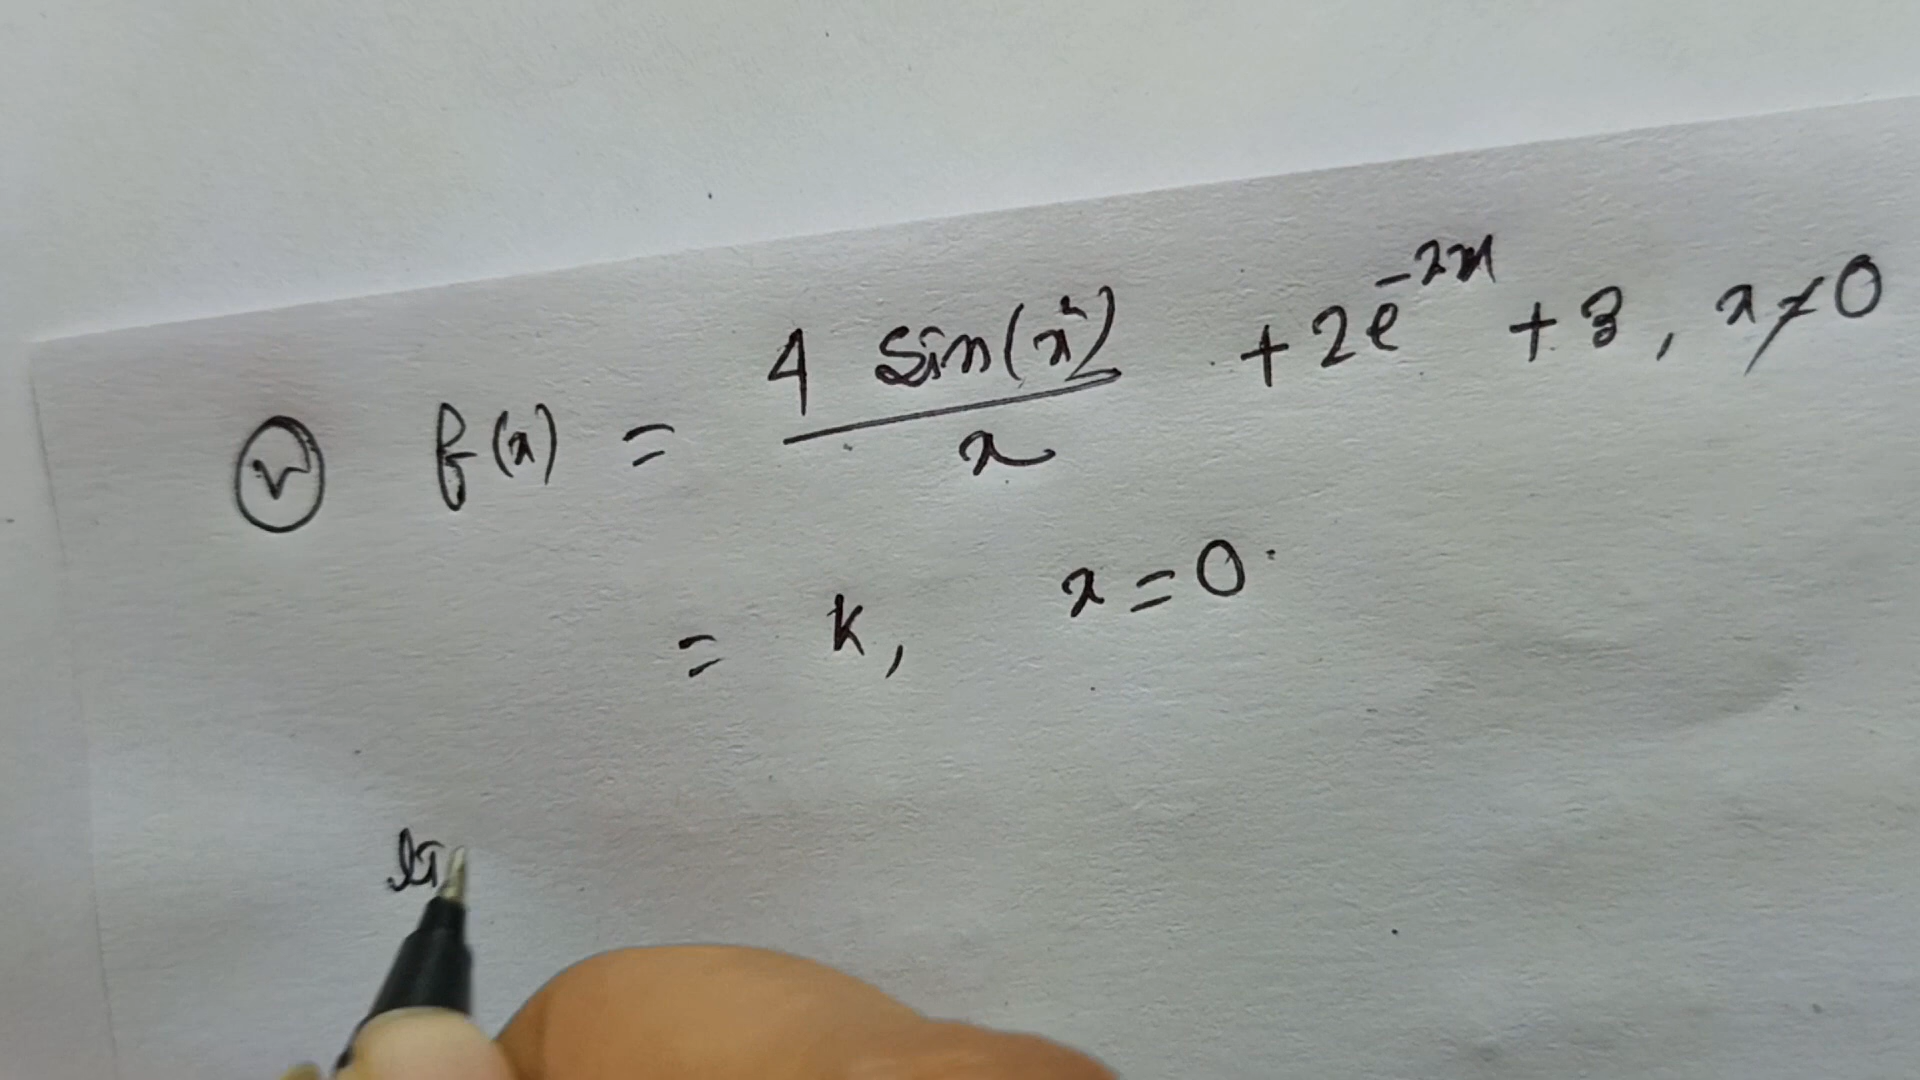 (v) f(x) = 4 sin(x²)/x + 2e^{-2x} + 3, x ≠ 0
= k, x = 0